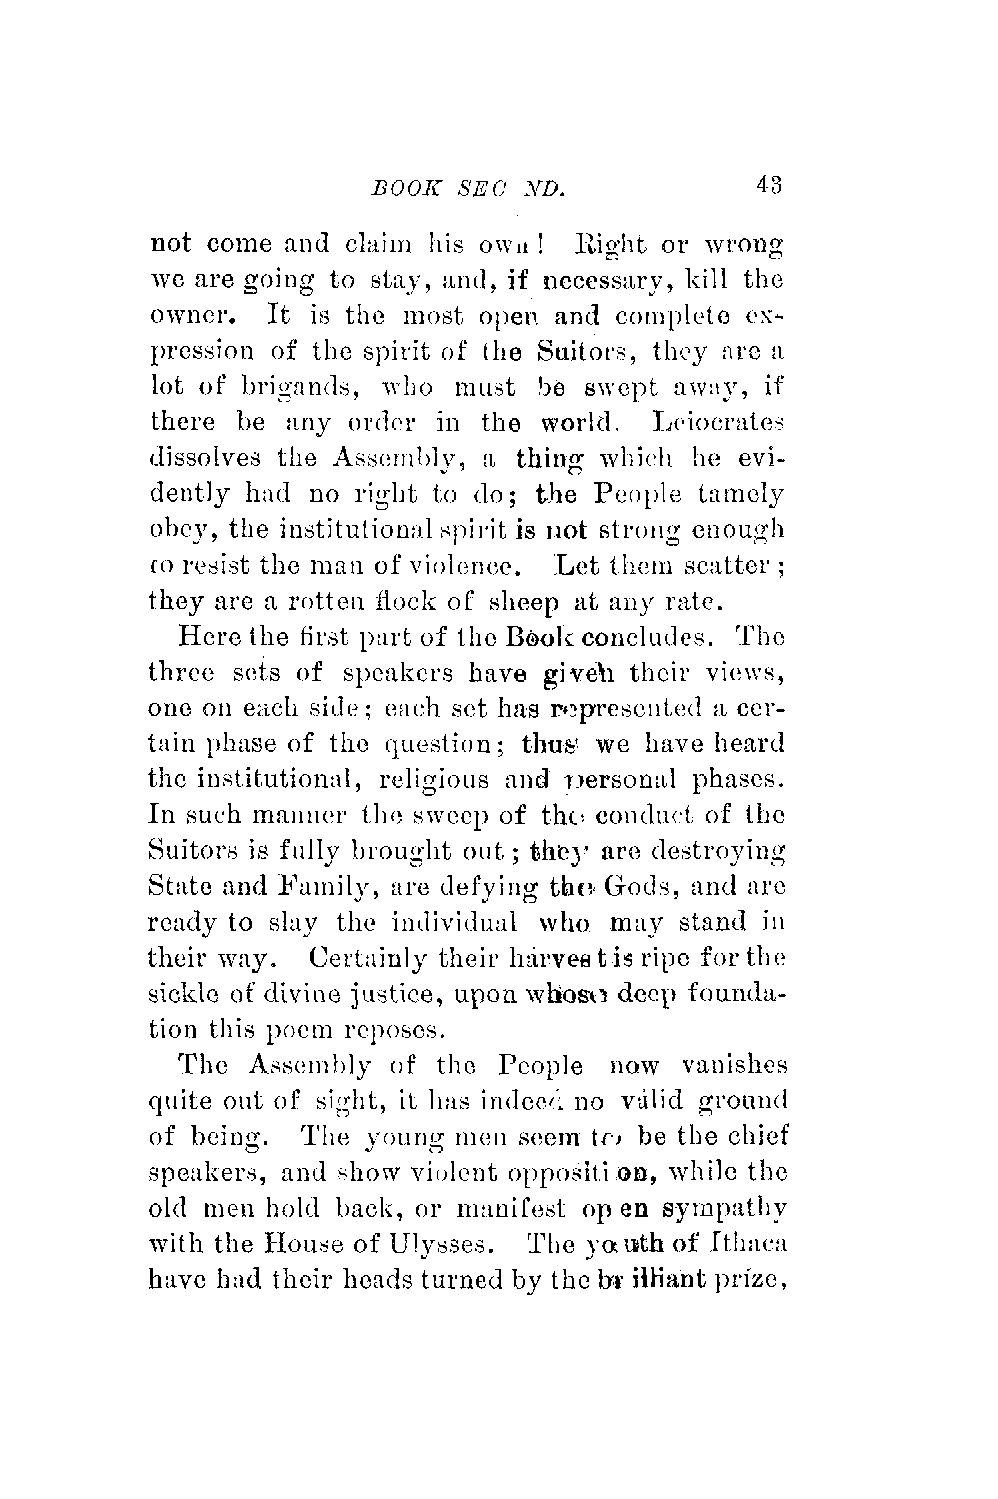 BOOK SECOND. 43
not come and claim his own! Right or wrong
we are going to stay, and, if necessary, kill the
owner. It is the most open and complete ex-
pression of the spirit of the Suitors, they are a
lot of brigands, who must be swept away, if
there be any order in the world. Leiocrates
dissolves the Assembly, a thing which he evi-
dently had no right to do; the People tamely
obey, the institutional spirit is not strong enough
to resist the man of violence. Let them scatter;
they are a rotten flock of sheep at any rate.
Here the first part of the Book concludes. The
three sets of speakers have given their views,
one on each side; each set has represented a cer-
tain phase of the question; thus we have heard
the institutional, religious and personal phases.
In such manner the sweep of the conduct of the
Suitors is fully brought out; they are destroying
State and Family, are defying the Gods, and are
ready to slay the individual who may stand in
their way. Certainly their harvest is ripe for the
sickle of divine justice, upon whose deep founda-
tion this poem reposes.
The Assembly of the People now vanishes
quite out of sight, it has indeed no valid ground
of being. The young men seem to be the chief
speakers, and show violent opposition, while the
old men hold back, or manifest open sympathy
with the House of Ulysses. The youth of Ithaca
have had their heads turned by the brilliant prize,